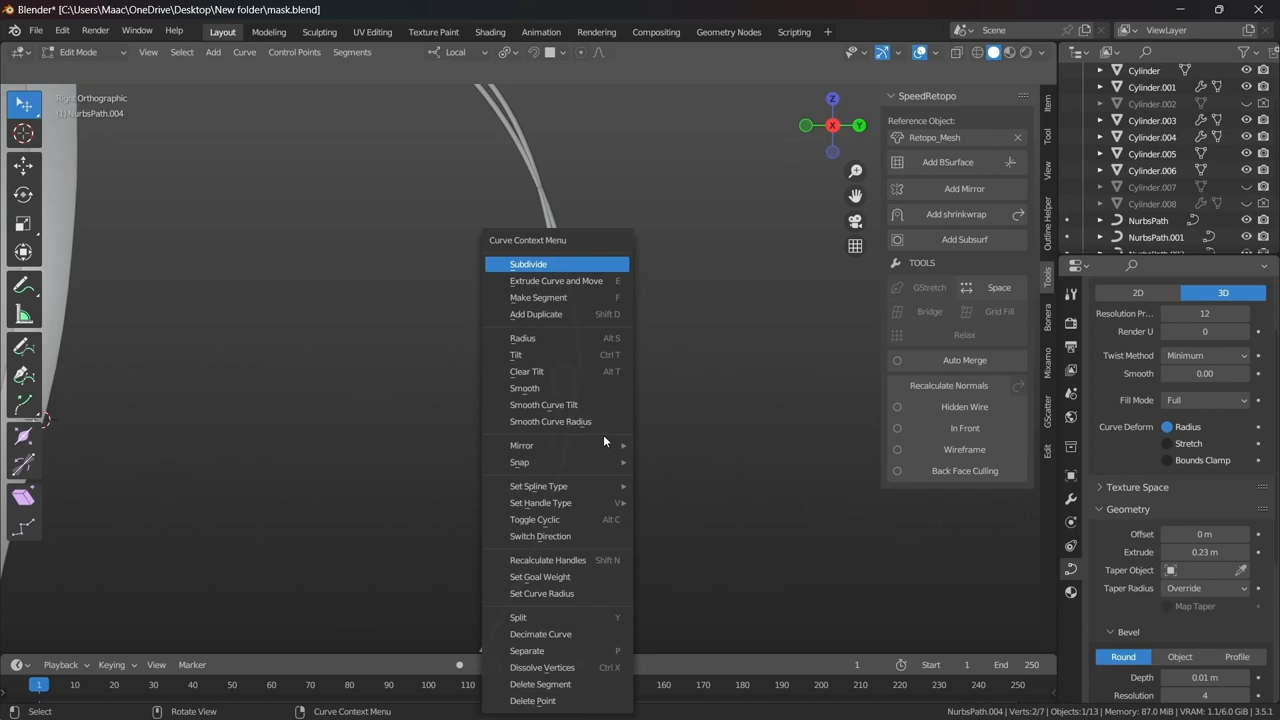 Blender* [C:\Users\Maac\OneDrive\Desktop\New folder\mask.blend]
File Edit Render Window Help Layout Modeling Sculpting UV Editing Texture Paint Shading Animation Rendering Compositing Geometry Nodes Scripting + Scene ViewLayer
Edit Mode View Select Add Curve Control Points Segments Local
Right Orthographic
(1) NurbsPath.004
Z
X
Y
SpeedRetopo
Reference Object:
Retopo_Mesh
Add BSurface
Add Mirror
Add shrinkwrap
Add Subsurf
TOOLS
GStretch Space
Bridge Grid Fill
Relax
Auto Merge
Recalculate Normals
Hidden Wire
In Front
Wireframe
Back Face Culling
Item
Tool
View
Outline Helper
Tools
Bonera
Mixamo
GScatter
Edit
Curve Context Menu
Subdivide
Extrude Curve and Move E
Make Segment F
Add Duplicate Shift D
Radius Alt S
Tilt Ctrl T
Clear Tilt Alt T
Smooth
Smooth Curve Tilt
Smooth Curve Radius
Mirror
Snap
Set Spline Type
Set Handle Type V
Toggle Cyclic Alt C
Switch Direction
Recalculate Handles Shift N
Set Goal Weight
Set Curve Radius
Split Y
Decimate Curve
Separate P
Dissolve Vertices Ctrl X
Delete Segment
Delete Point
Cylinder
Cylinder.001
Cylinder.002
Cylinder.003
Cylinder.004
Cylinder.005
Cylinder.006
Cylinder.007
Cylinder.008
NurbsPath
NurbsPath.001
2D 3D
Resolution Pr... 12
Render U 0
Twist Method Minimum
Smooth 0.00
Fill Mode Full
Curve Deform Radius
Stretch
Bounds Clamp
Texture Space
Geometry
Offset 0 m
Extrude 0.23 m
Taper Object
Taper Radius Override
Map Taper
Bevel
Round Object Profile
Depth 0.01 m
Resolution 4
Playback Keying View Marker 1 Start 1 End 250
1 10 20 30 40 50 60 70 80 90 100 110 160 170 180 190 200 210 220 230 240 250
Select Rotate View Curve Context Menu NurbsPath.004 | Verts:2/7 | Objects:1/13 | Memory: 87.0 MiB | VRAM: 1.1/6.0 GiB | 3.5.1